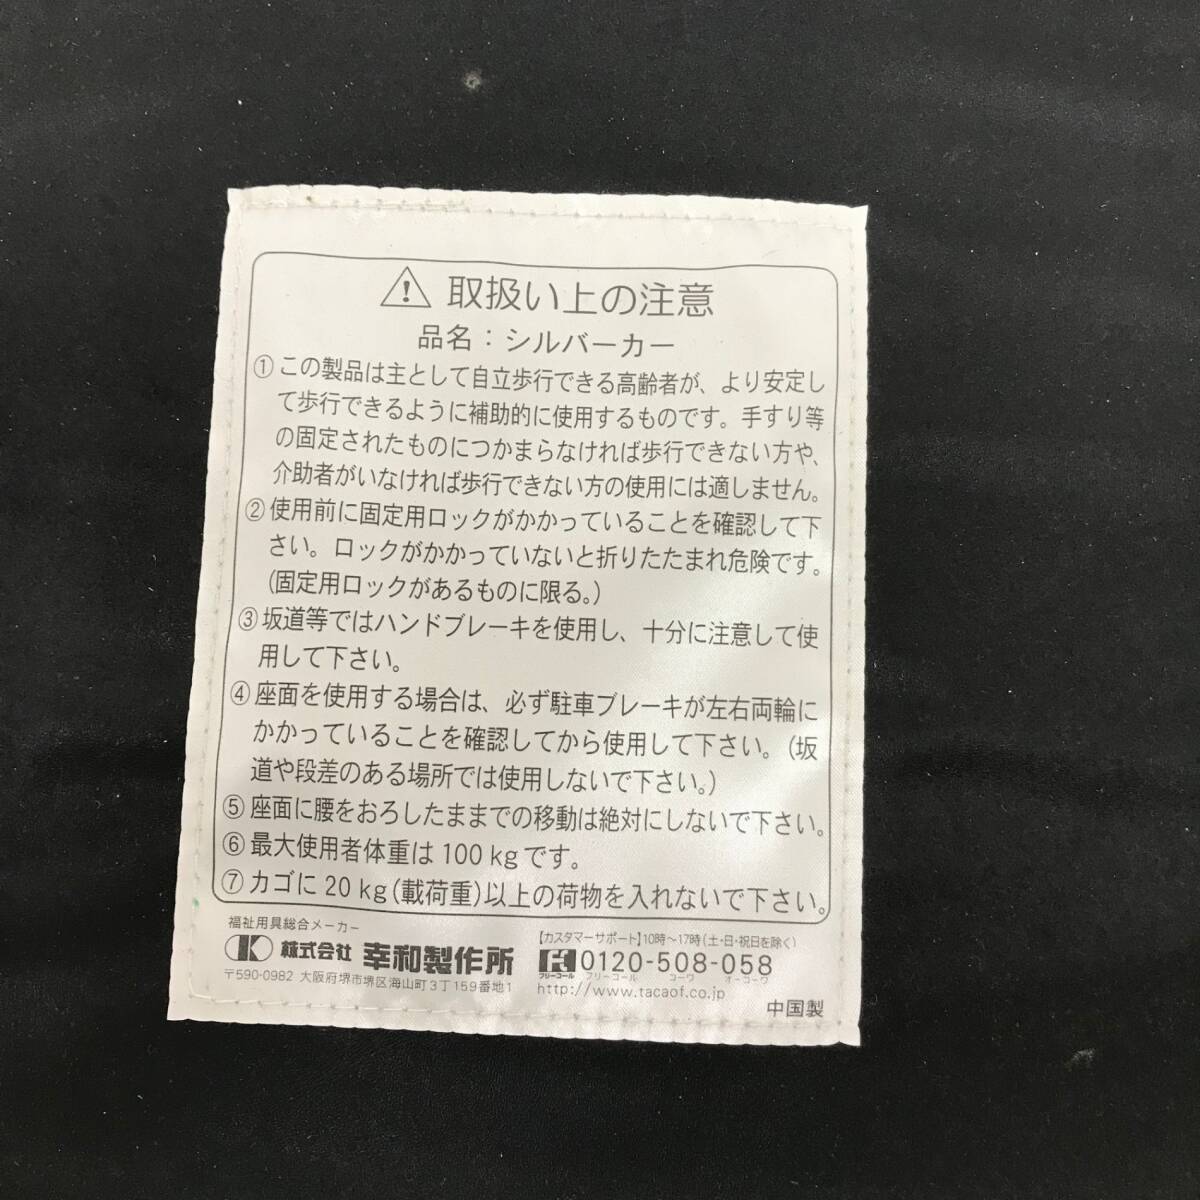 取扱い上の注意
品名：シルバーカー
①この製品は主として自立歩行できる高齢者が、より安定し
て歩行できるように補助的に使用するものです。手すり等
の固定されたものにつかまらなければ歩行できない方や、
介助者がいなければ歩行できない方の使用には適しません。
②使用前に固定用ロックがかかっていることを確認して下
さい。ロックがかかっていないと折りたたまれ危険です。
(固定用ロックがあるものに限る。)
③坂道等ではハンドブレーキを使用し、十分に注意して使
用して下さい。
④座面を使用する場合は、必ず駐車ブレーキが左右両輪に
かかっていることを確認してから使用して下さい。(坂
道や段差のある場所では使用しないで下さい。)
⑤座面に腰をおろしたままでの移動は絶対にしないで下さい。
⑥最大使用者体重は100kgです。
⑦カゴに20kg(載荷重)以上の荷物を入れないで下さい。
福祉用具総合メーカー
株式会社 幸和製作所
〒590-0982 大阪府堺市堺区海山町3丁159番地1
【カスタマーサポート】10時～17時(土・日・祝日を除く)
0120-508-058
フリーコール フリーコール コーワ オーコーワ
http://www.tacaof.co.jp
中国製